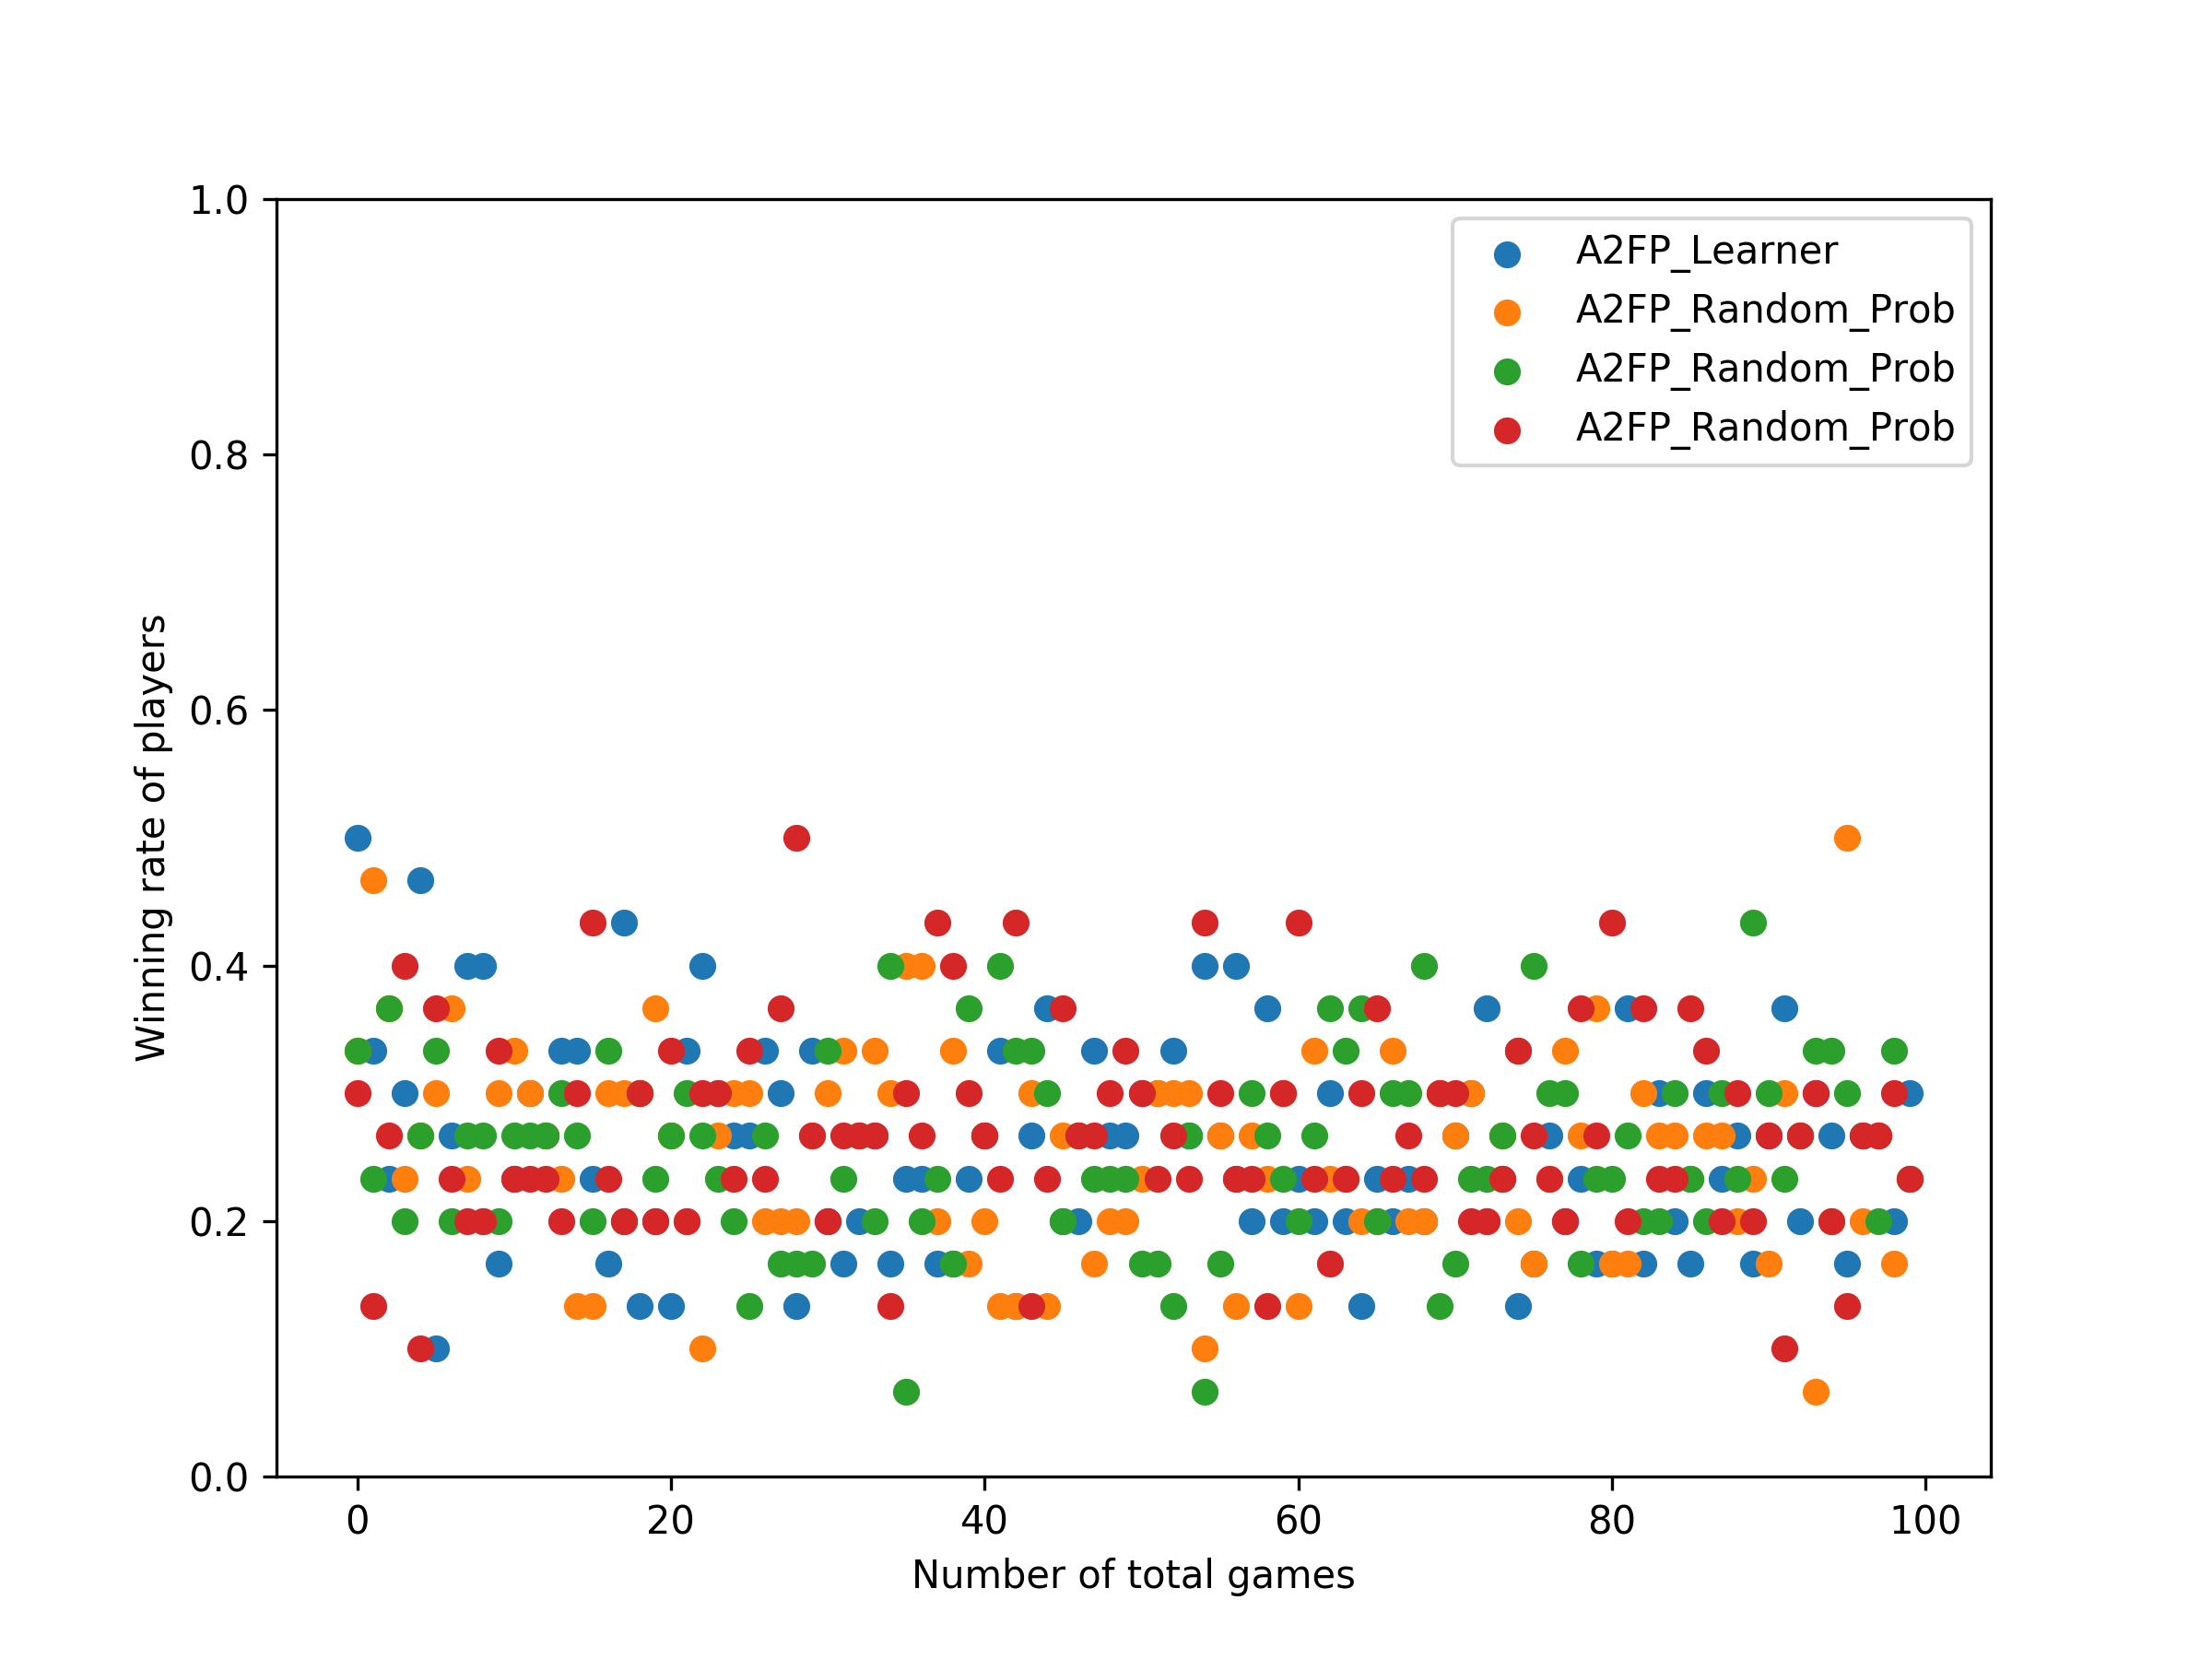 1.0
0.8
0.6
0.4
0.2
0.0
Winning rate of players
A2FP_Learner
A2FP_Random_Prob
A2FP_Random_Prob
A2FP_Random_Prob
0 20 40 60 80 100
Number of total games